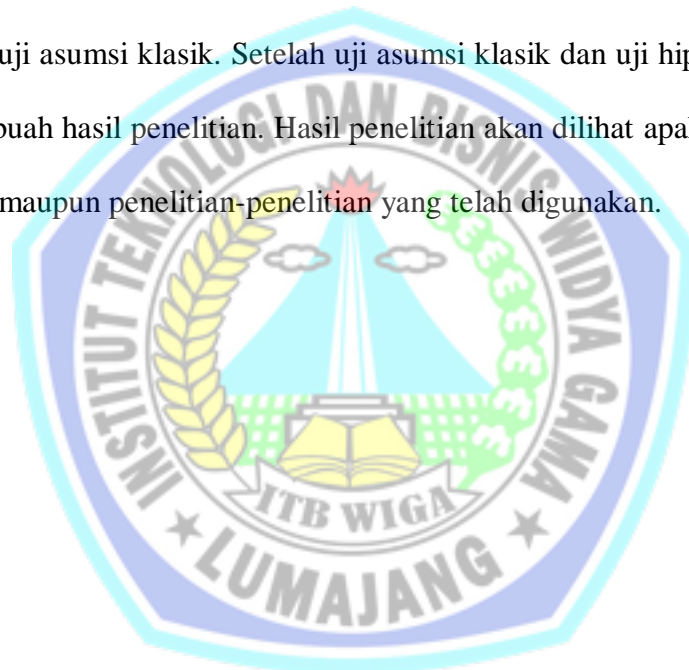 uji asumsi klasik. Setelah uji asumsi klasik dan uji hip
buah hasil penelitian. Hasil penelitian akan dilihat apal
maupun penelitian-penelitian yang telah digunakan.
INSTITUT TEKNOLOGI DAN BISNIS WIDYA GAMA
ITB WIGA
LUMAJANG